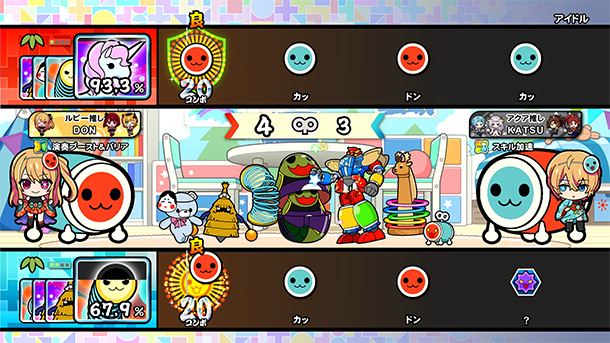 アイドル
良
93.3%
20
コンボ
カッ
ドン
カッ
ルビー推し
DON
4 3
アクア推し
KATSU
演奏ブースト&バリア
スキル加速
良
67.9%
20
コンボ
カッ
ドン
?